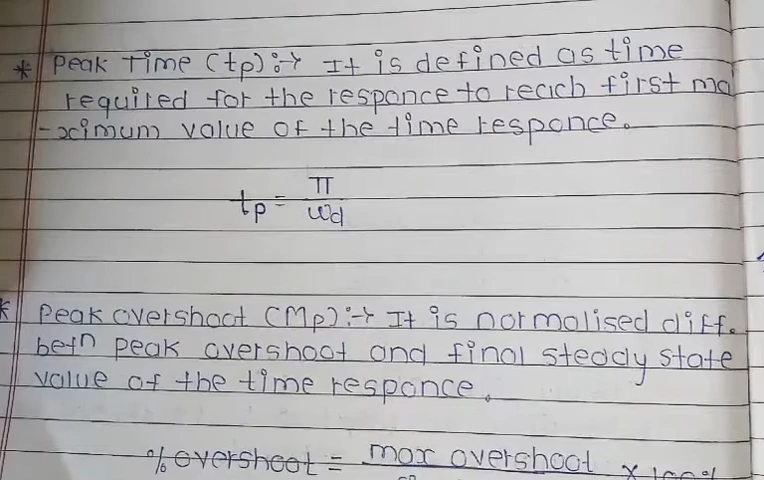 * Peak Time (tp):→ It is defined as time
required for the responce to reach first ma
-ximum value of the time responce.
tp = π/ωd
* Peak overshoot (Mp):→ It is normalised diff.
betn peak overshoot and final steady state
value of the time responce.
% overshoot = max overshoot × 100%